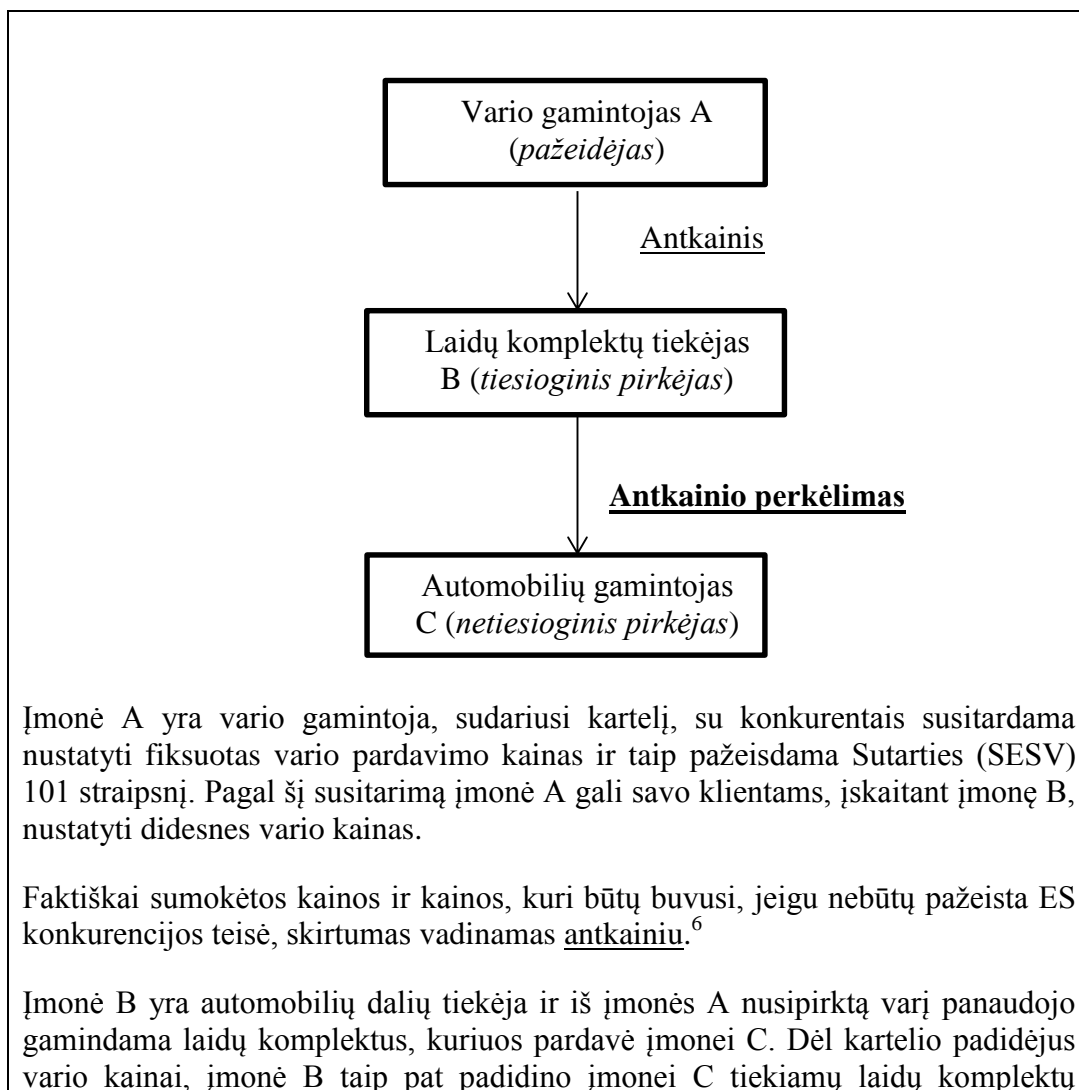 Vario gamintojas A
(pažeidėjas)
Antkainis
Laidų komplektų tiekėjas
B (tiesioginis pirkėjas)
Antkainio perkėlimas
Automobilių gamintojas
C (netiesioginis pirkėjas)
Įmonė A yra vario gamintoja, sudariusi kartelį, su konkurentais susitardama
nustatyti fiksuotas vario pardavimo kainas ir taip pažeisdama Sutarties (SESV)
101 straipsnį. Pagal šį susitarimą įmonė A gali savo klientams, įskaitant įmonę B,
nustatyti didesnes vario kainas.
Faktiškai sumokėtos kainos ir kainos, kuri būtų buvusi, jeigu nebūtų pažeista ES
konkurencijos teisė, skirtumas vadinamas antkainiu.6
Įmonė B yra automobilių dalių tiekėja ir iš įmonės A nusipirktą varį panaudojo
gamindama laidų komplektus, kuriuos pardavė įmonei C. Dėl kartelio padidėjus
vario kainai, įmonė B taip pat padidino įmonei C tiekiamų laidų komplektų